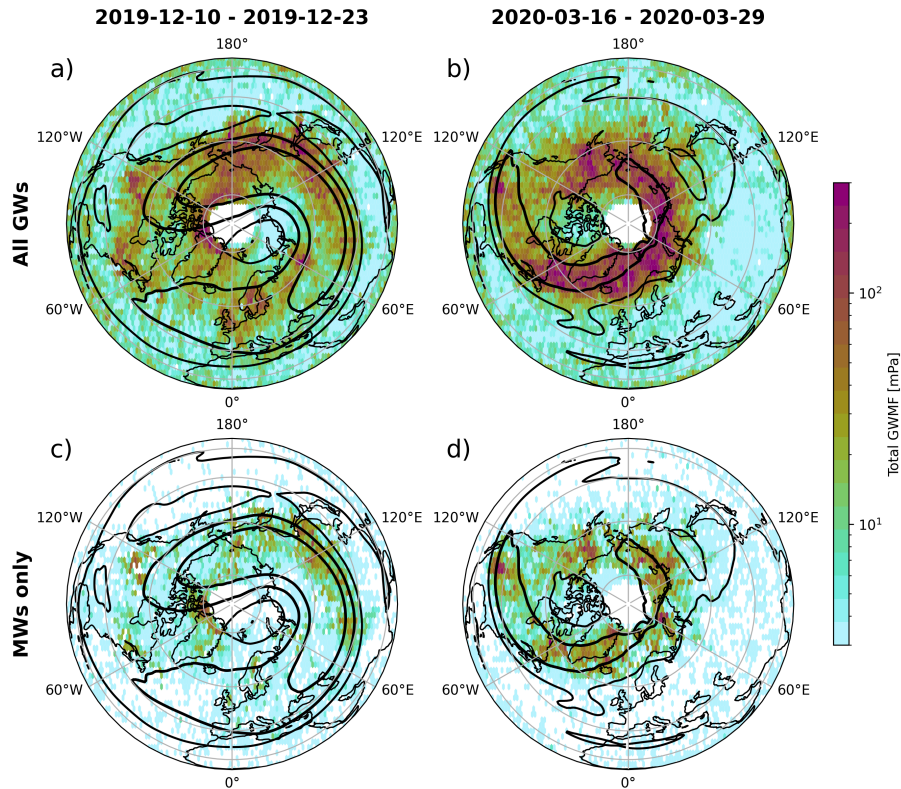 2019-12-10 - 2019-12-23
2020-03-16 - 2020-03-29
a)
180°
b)
180°
120°W
120°E
120°W
120°E
All GWs
60°W
60°E
60°W
60°E
0°
0°
c)
180°
d)
180°
120°W
120°E
120°W
120°E
MWs only
60°W
60°E
60°W
60°E
0°
0°
10²
10¹
Total GWMF [mPa]